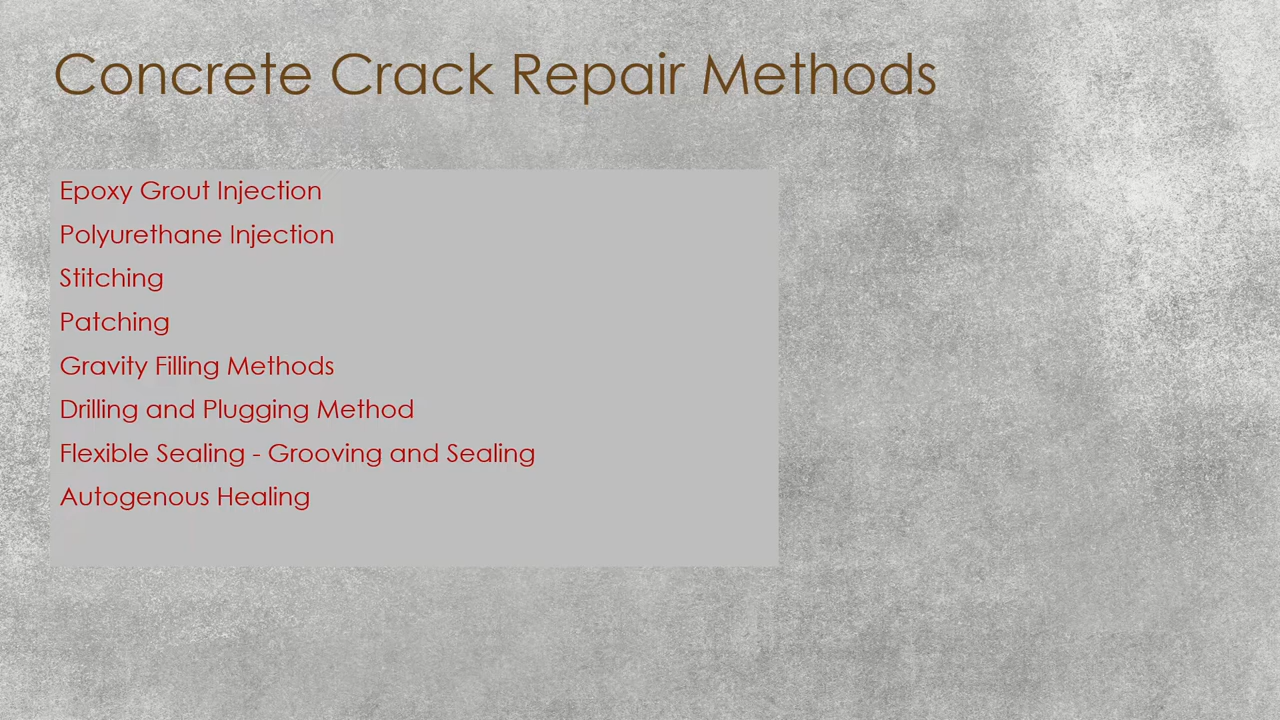 Concrete Crack Repair Methods
Epoxy Grout Injection
Polyurethane Injection
Stitching
Patching
Gravity Filling Methods
Drilling and Plugging Method
Flexible Sealing - Grooving and Sealing
Autogenous Healing